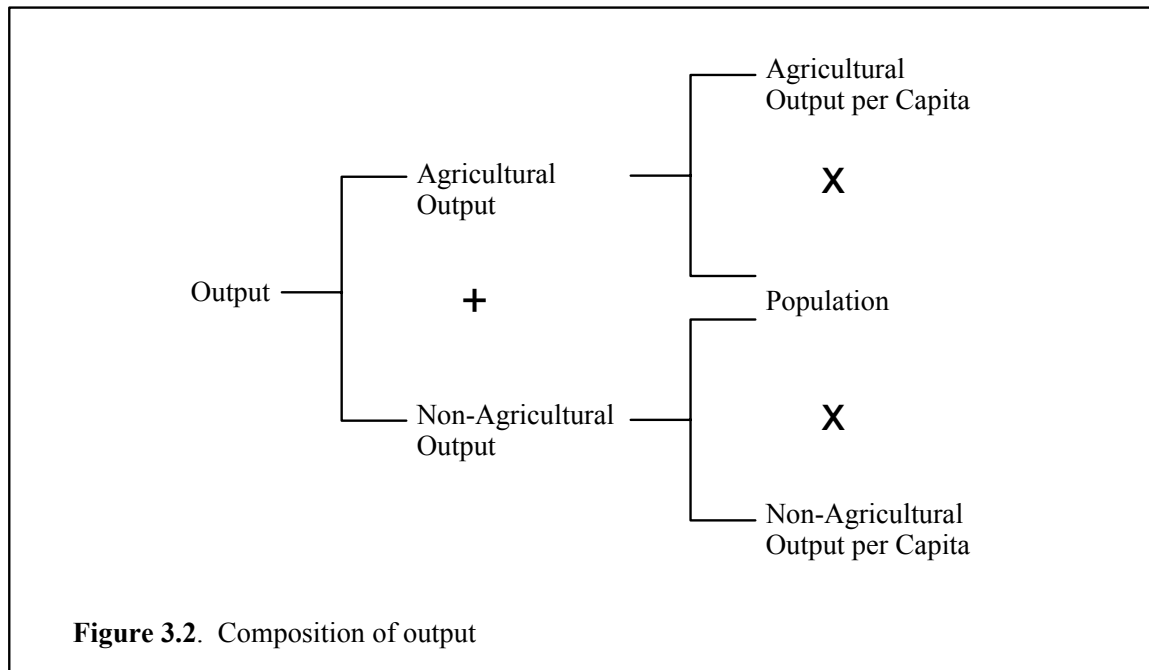 Agricultural
Output per Capita
Agricultural
Output
X
Output
+
Population
Non-Agricultural
Output
X
Non-Agricultural
Output per Capita
Figure 3.2. Composition of output